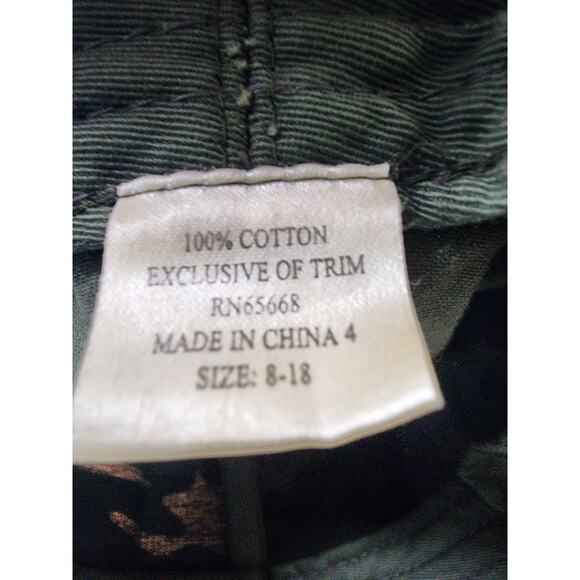 100% COTTON
EXCLUSIVE OF TRIM
RN65668
MADE IN CHINA 4
SIZE: 8-18